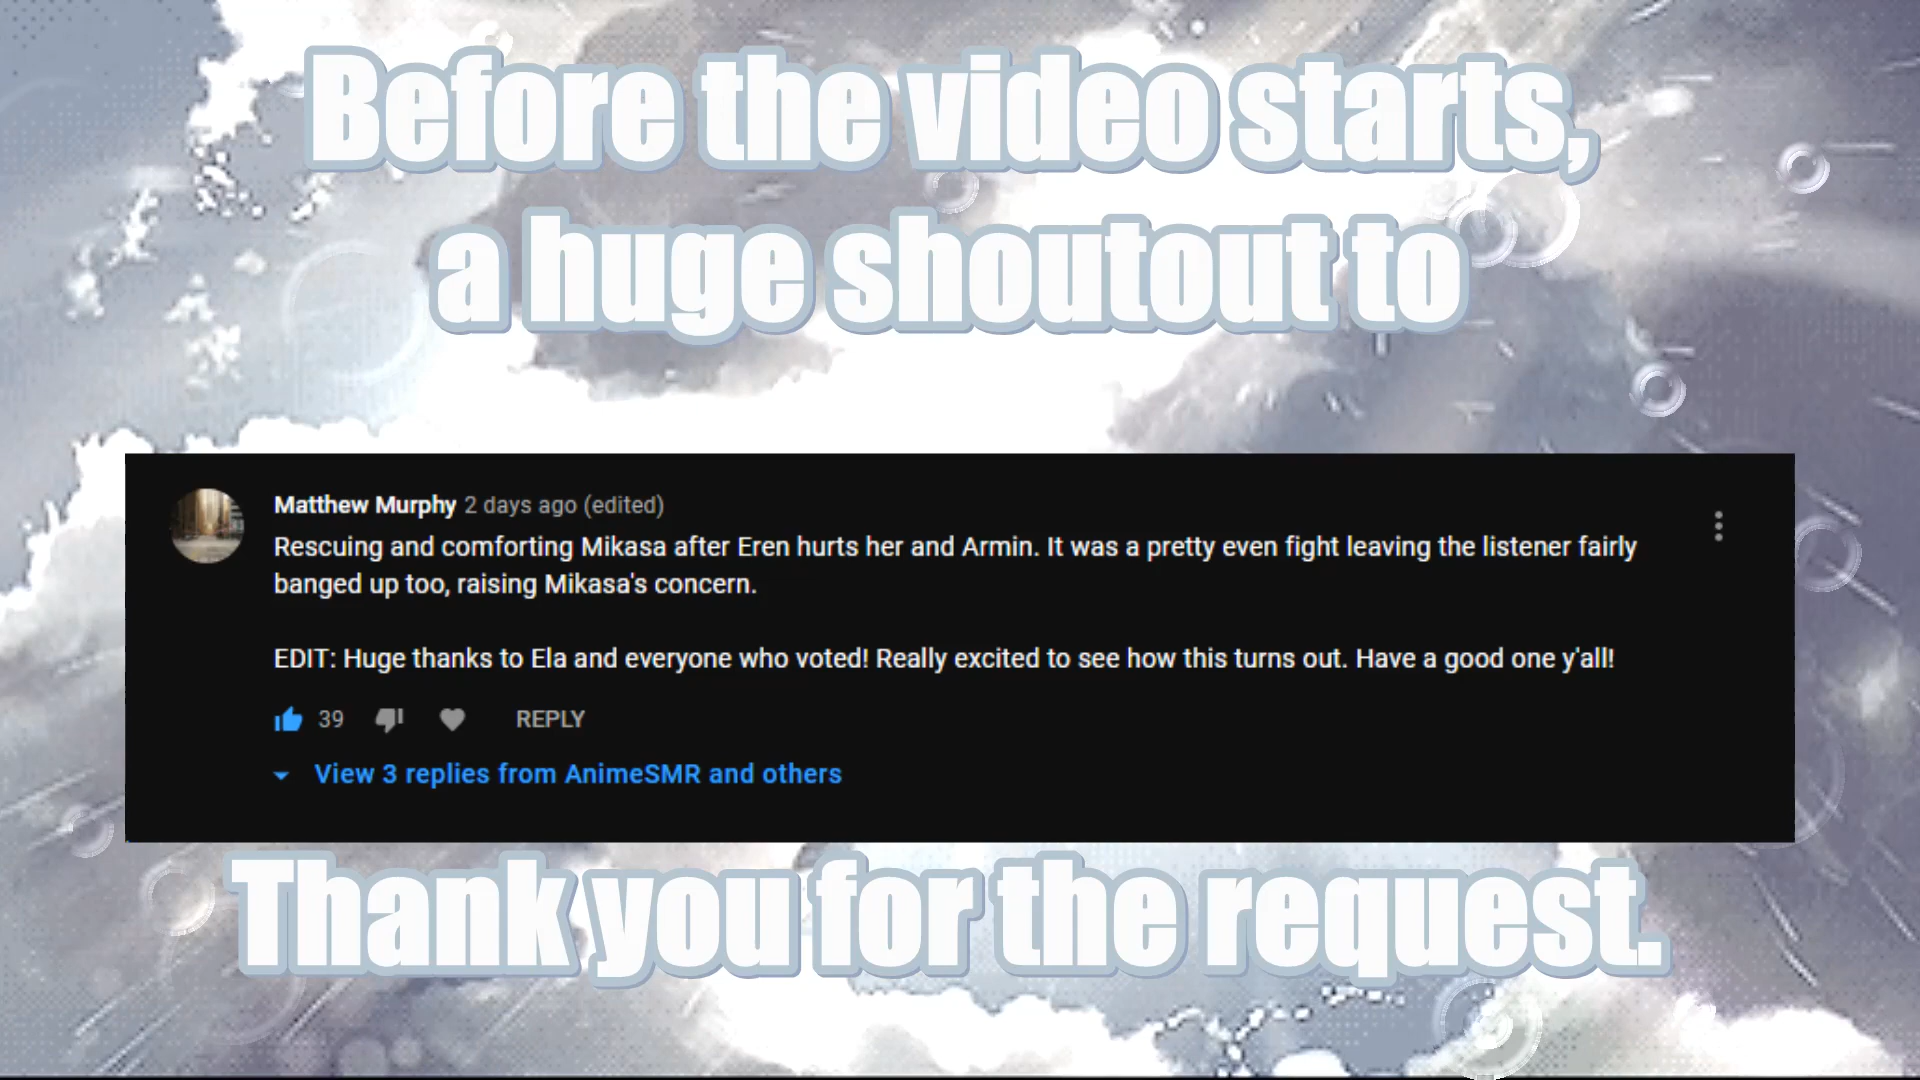 Before the video starts,
a huge shoutout to
Matthew Murphy 2 days ago (edited)
Rescuing and comforting Mikasa after Eren hurts her and Armin. It was a pretty even fight leaving the listener fairly
banged up too, raising Mikasa's concern.
EDIT: Huge thanks to Ela and everyone who voted! Really excited to see how this turns out. Have a good one y'all!
39 REPLY
View 3 replies from AnimeSMR and others
Thank you for the request.